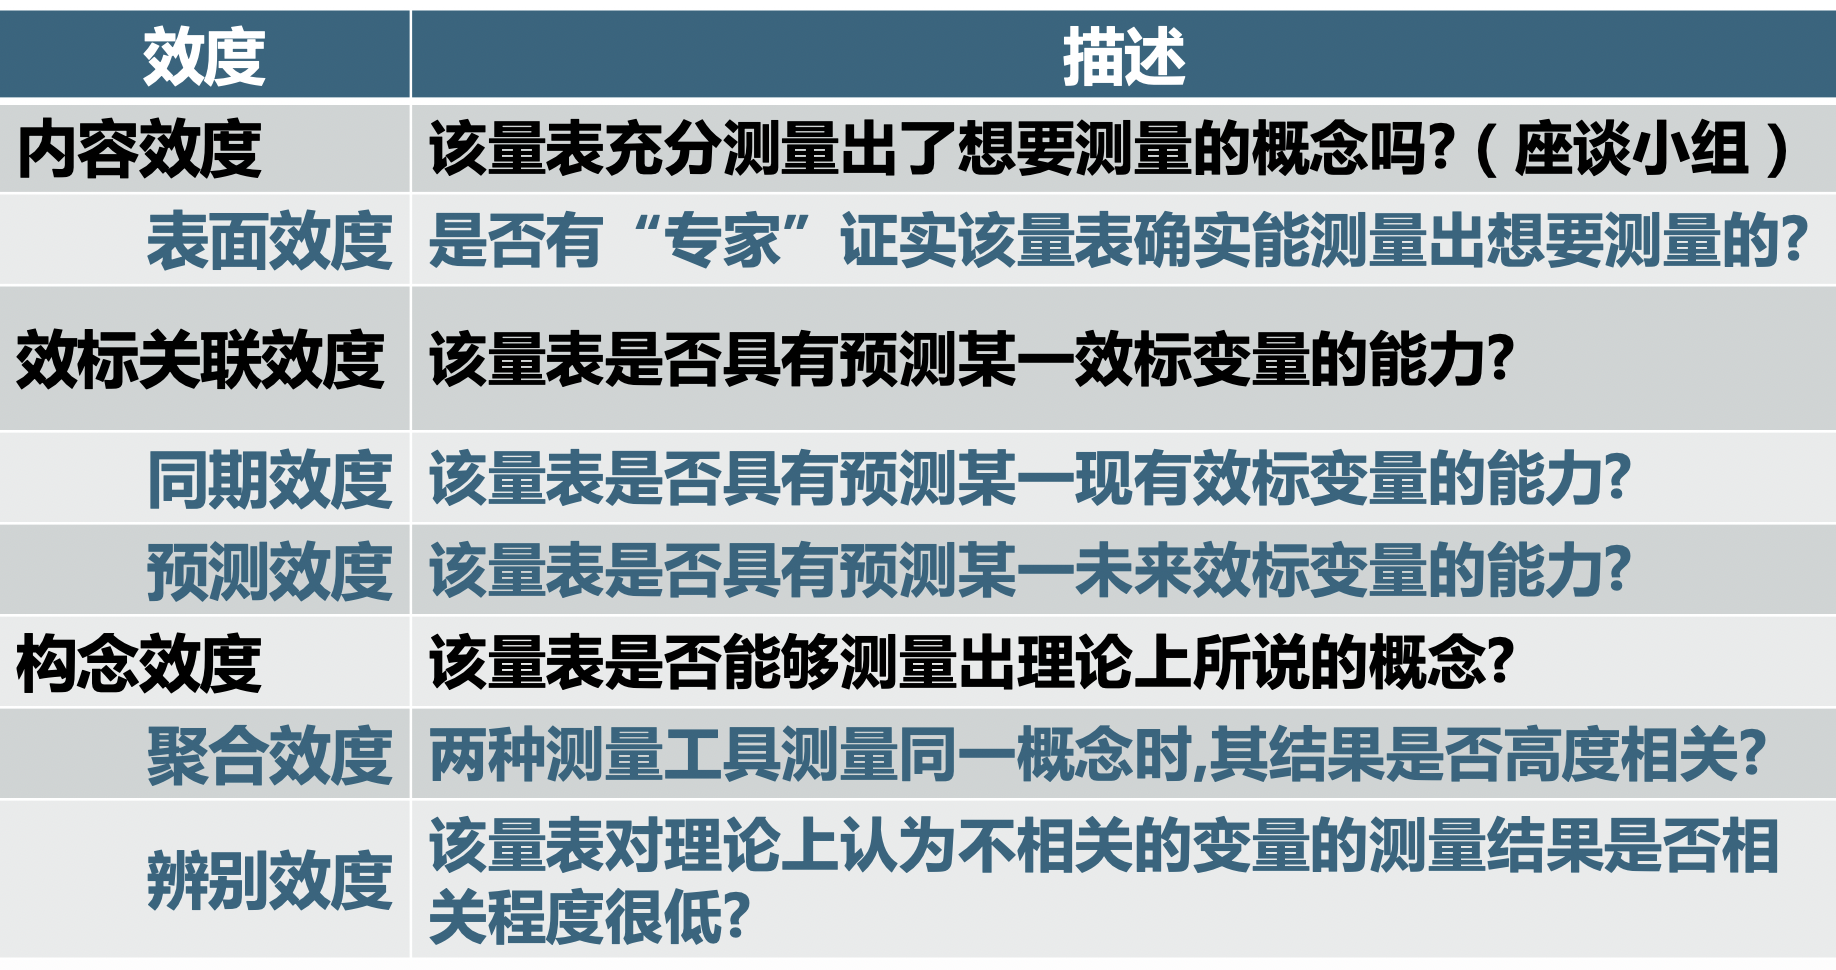 效度 描述
内容效度 该量表充分测量出了想要测量的概念吗?(座谈小组)
表面效度 是否有“专家”证实该量表确实能测量出想要测量的?
效标关联效度 该量表是否具有预测某一效标变量的能力?
同期效度 该量表是否具有预测某一现有效标变量的能力?
预测效度 该量表是否具有预测某一未来效标变量的能力?
构念效度 该量表是否能够测量出理论上所说的概念?
聚合效度 两种测量工具测量同一概念时,其结果是否高度相关?
辨别效度 该量表对理论上认为不相关的变量的测量结果是否相
关程度很低?